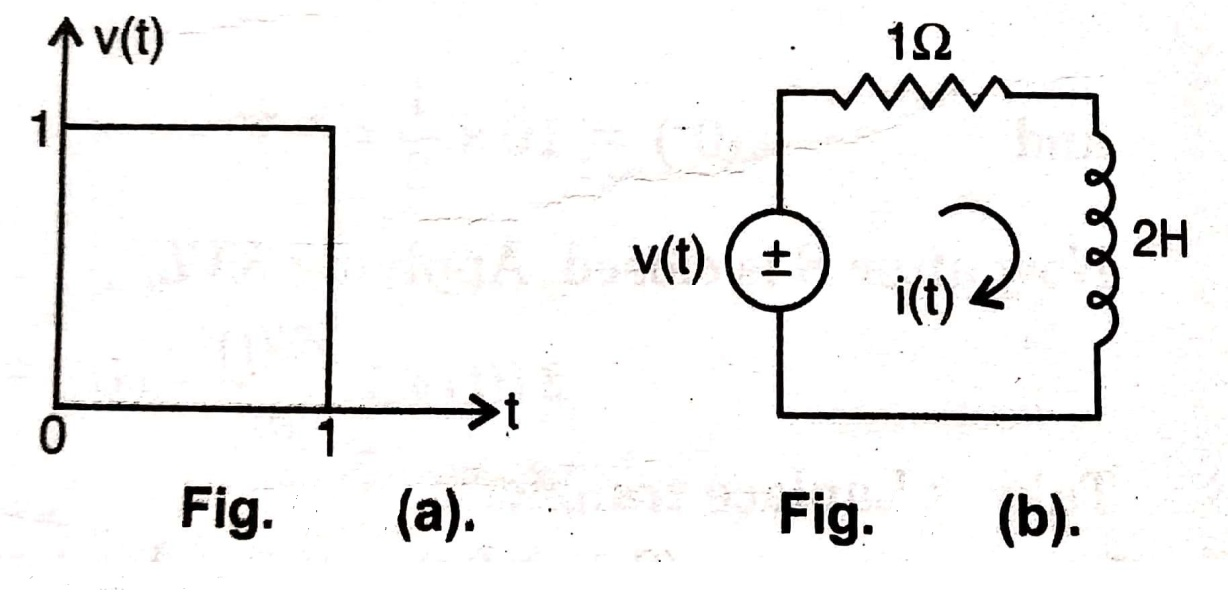 v(t)
1
0
1
t
Fig. (a).
1Ω
v(t)
±
i(t)
2H
Fig. (b).